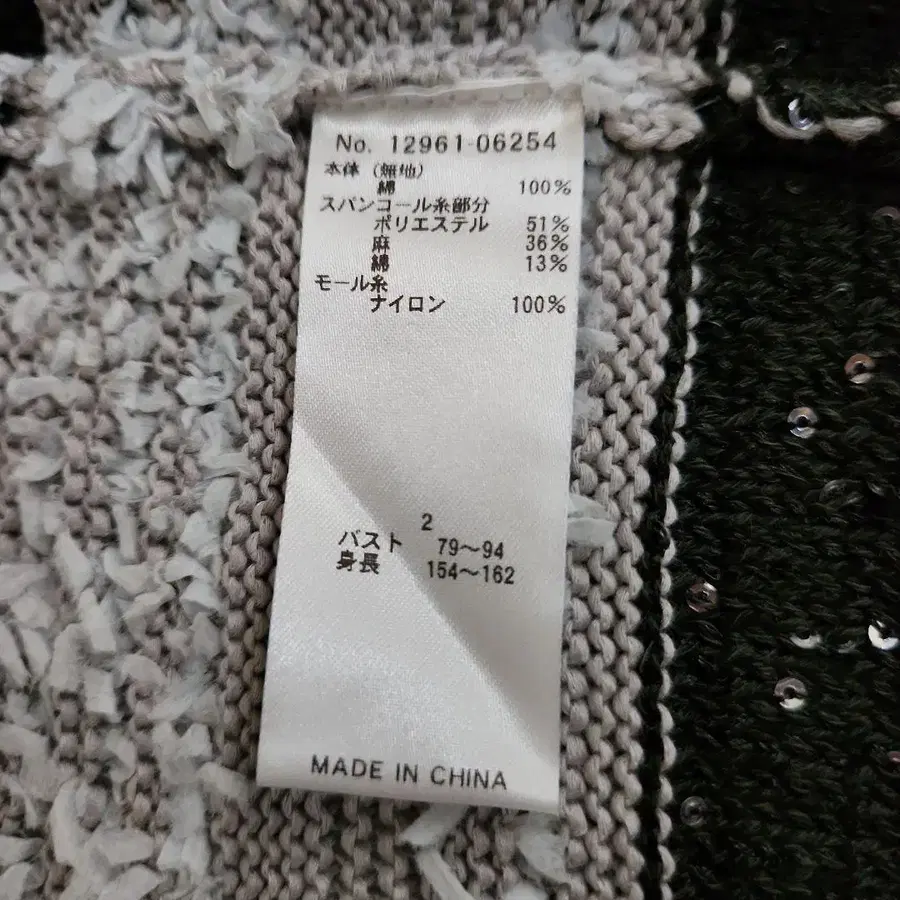 No. 12961-06254
本体 (無地)
綿 100%
スパンコール糸部分
ポリエステル 51%
麻 36%
綿 13%
モール糸
ナイロン 100%
2
バスト 79～94
身長 154～162
MADE IN CHINA